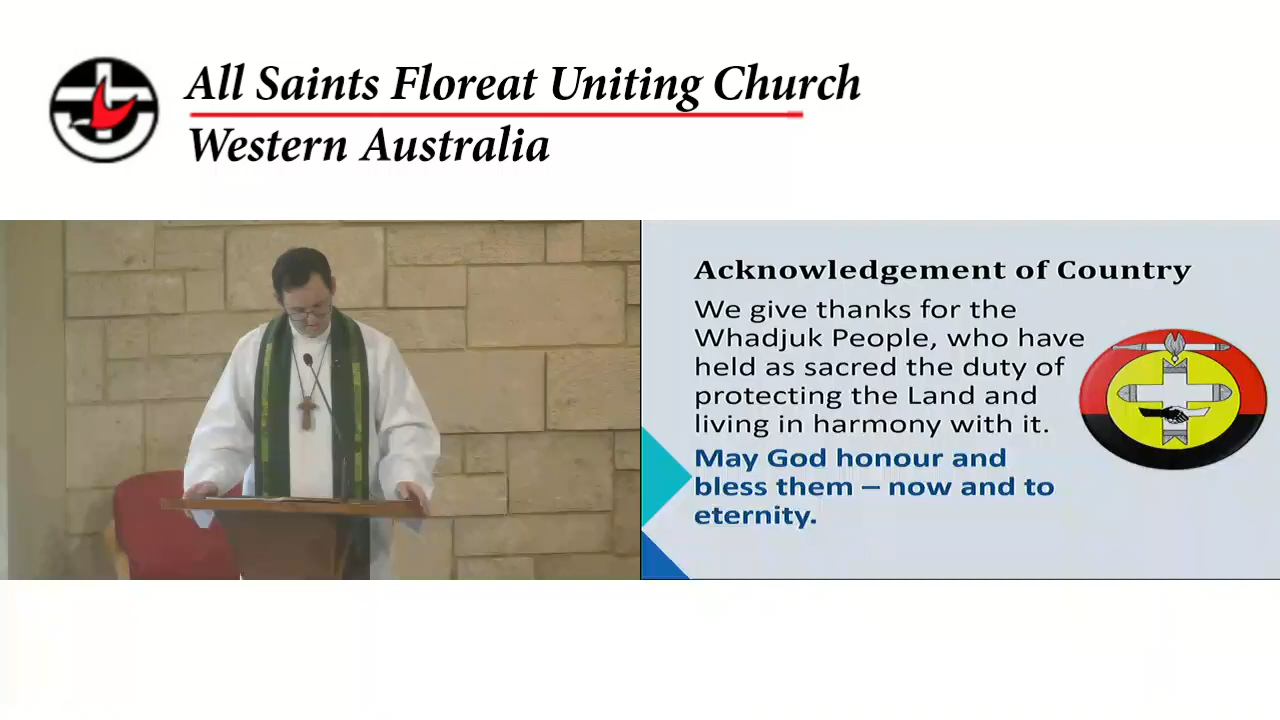 All Saints Floreat Uniting Church
Western Australia
Acknowledgement of Country
We give thanks for the
Whadjuk People, who have
held as sacred the duty of
protecting the Land and
living in harmony with it.
May God honour and
bless them – now and to
eternity.